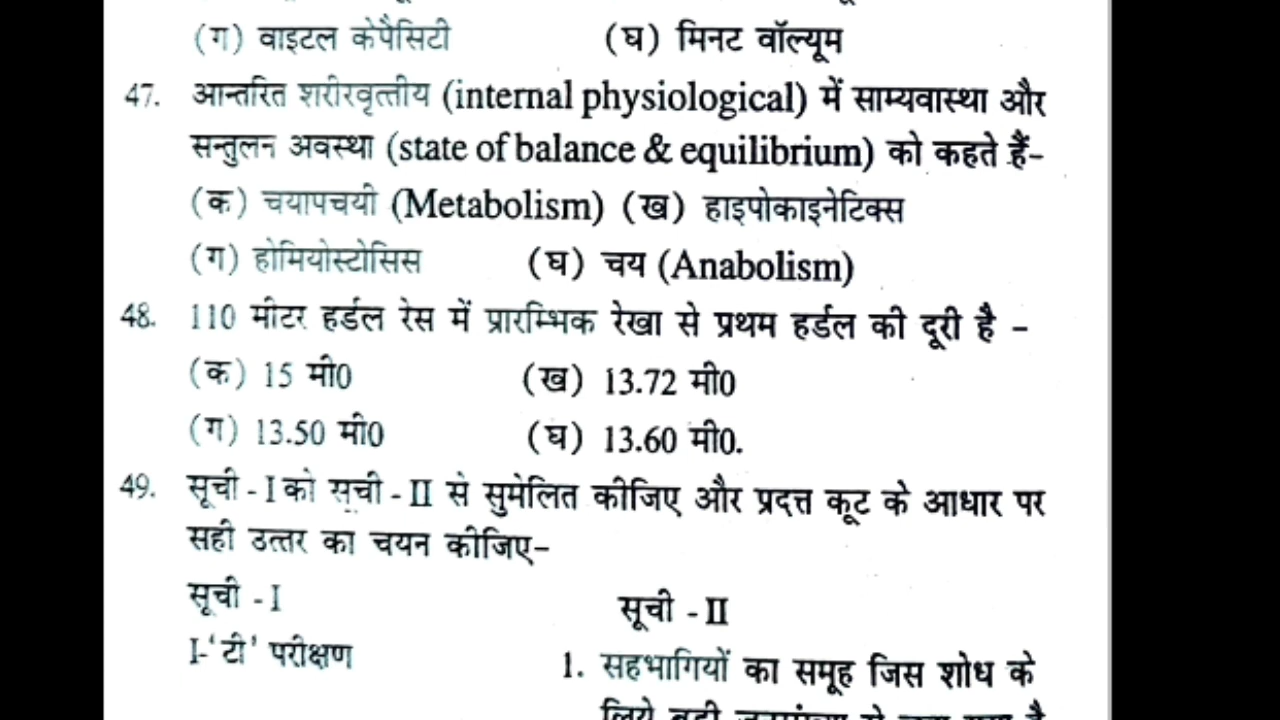 (ग) वाइटल केपैसिटी (घ) मिनट वॉल्यूम
47. आन्तरित शरीरवृत्तीय (internal physiological) में साम्यवास्था और
सन्तुलन अवस्था (state of balance & equilibrium) को कहते हैं-
(क) चयापचयी (Metabolism) (ख) हाइपोकाइनेटिक्स
(ग) होमियोस्टोसिस (घ) चय (Anabolism)
48. 110 मीटर हर्डल रेस में प्रारम्भिक रेखा से प्रथम हर्डल की दूरी है -
(क) 15 मी0 (ख) 13.72 मी0
(ग) 13.50 मी0 (घ) 13.60 मी0.
49. सूची - I को सूची - II से सुमेलित कीजिए और प्रदत्त कूट के आधार पर
सही उत्तर का चयन कीजिए-
सूची - I सूची - II
I-'टी' परीक्षण
1. सहभागियों का समूह जिस शोध के
लिये